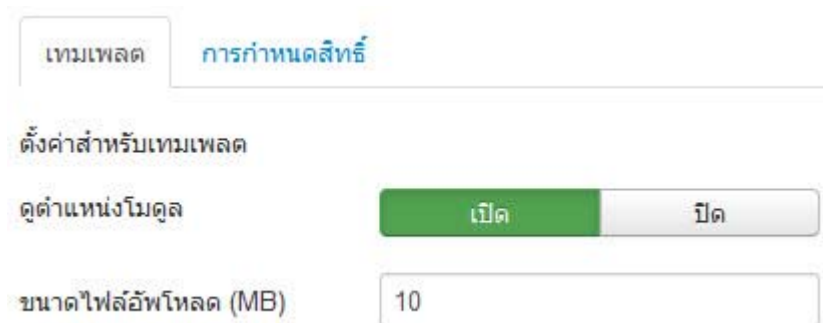 เทมเพลต การกำหนดสิทธิ์
ตั้งค่าสำหรับเทมเพลต
ดูตำแหน่งโมดูล เปิด ปิด
ขนาดไฟล์อัพโหลด (MB) 10